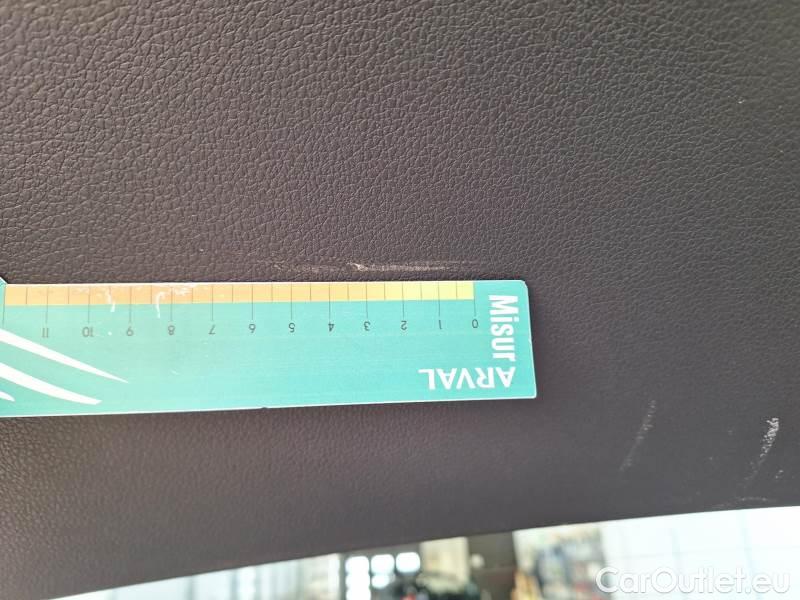 0 1 2 3 4 5 6 7 8 9 10 11
Misur
ARVAL
CarOutlet.eu